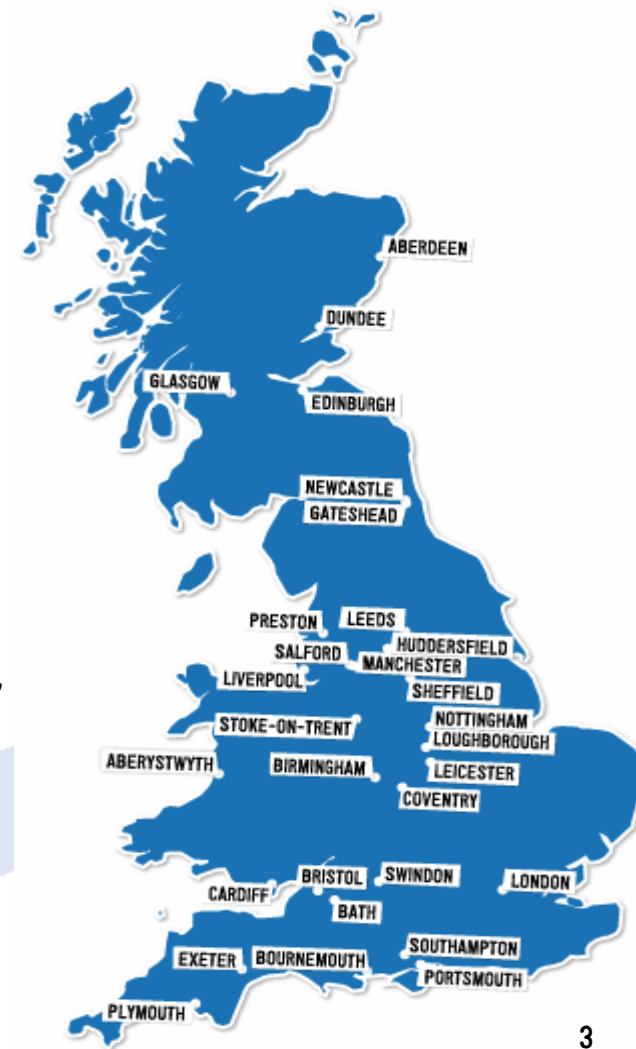 ABERDEEN
DUNDEE
GLASGOW
EDINBURGH
NEWCASTLE
GATESHEAD
PRESTON
LEEDS
HUDDERSFIELD
SALFORD
MANCHESTER
LIVERPOOL
SHEFFIELD
NOTTINGHAM
STOKE-ON-TRENT
LOUGHBOROUGH
ABERYSTWYTH
BIRMINGHAM
LEICESTER
COVENTRY
BRISTOL
SWINDON
LONDON
CARDIFF
BATH
SOUTHAMPTON
EXETER
BOURNEMOUTH
PORTSMOUTH
PLYMOUTH
3